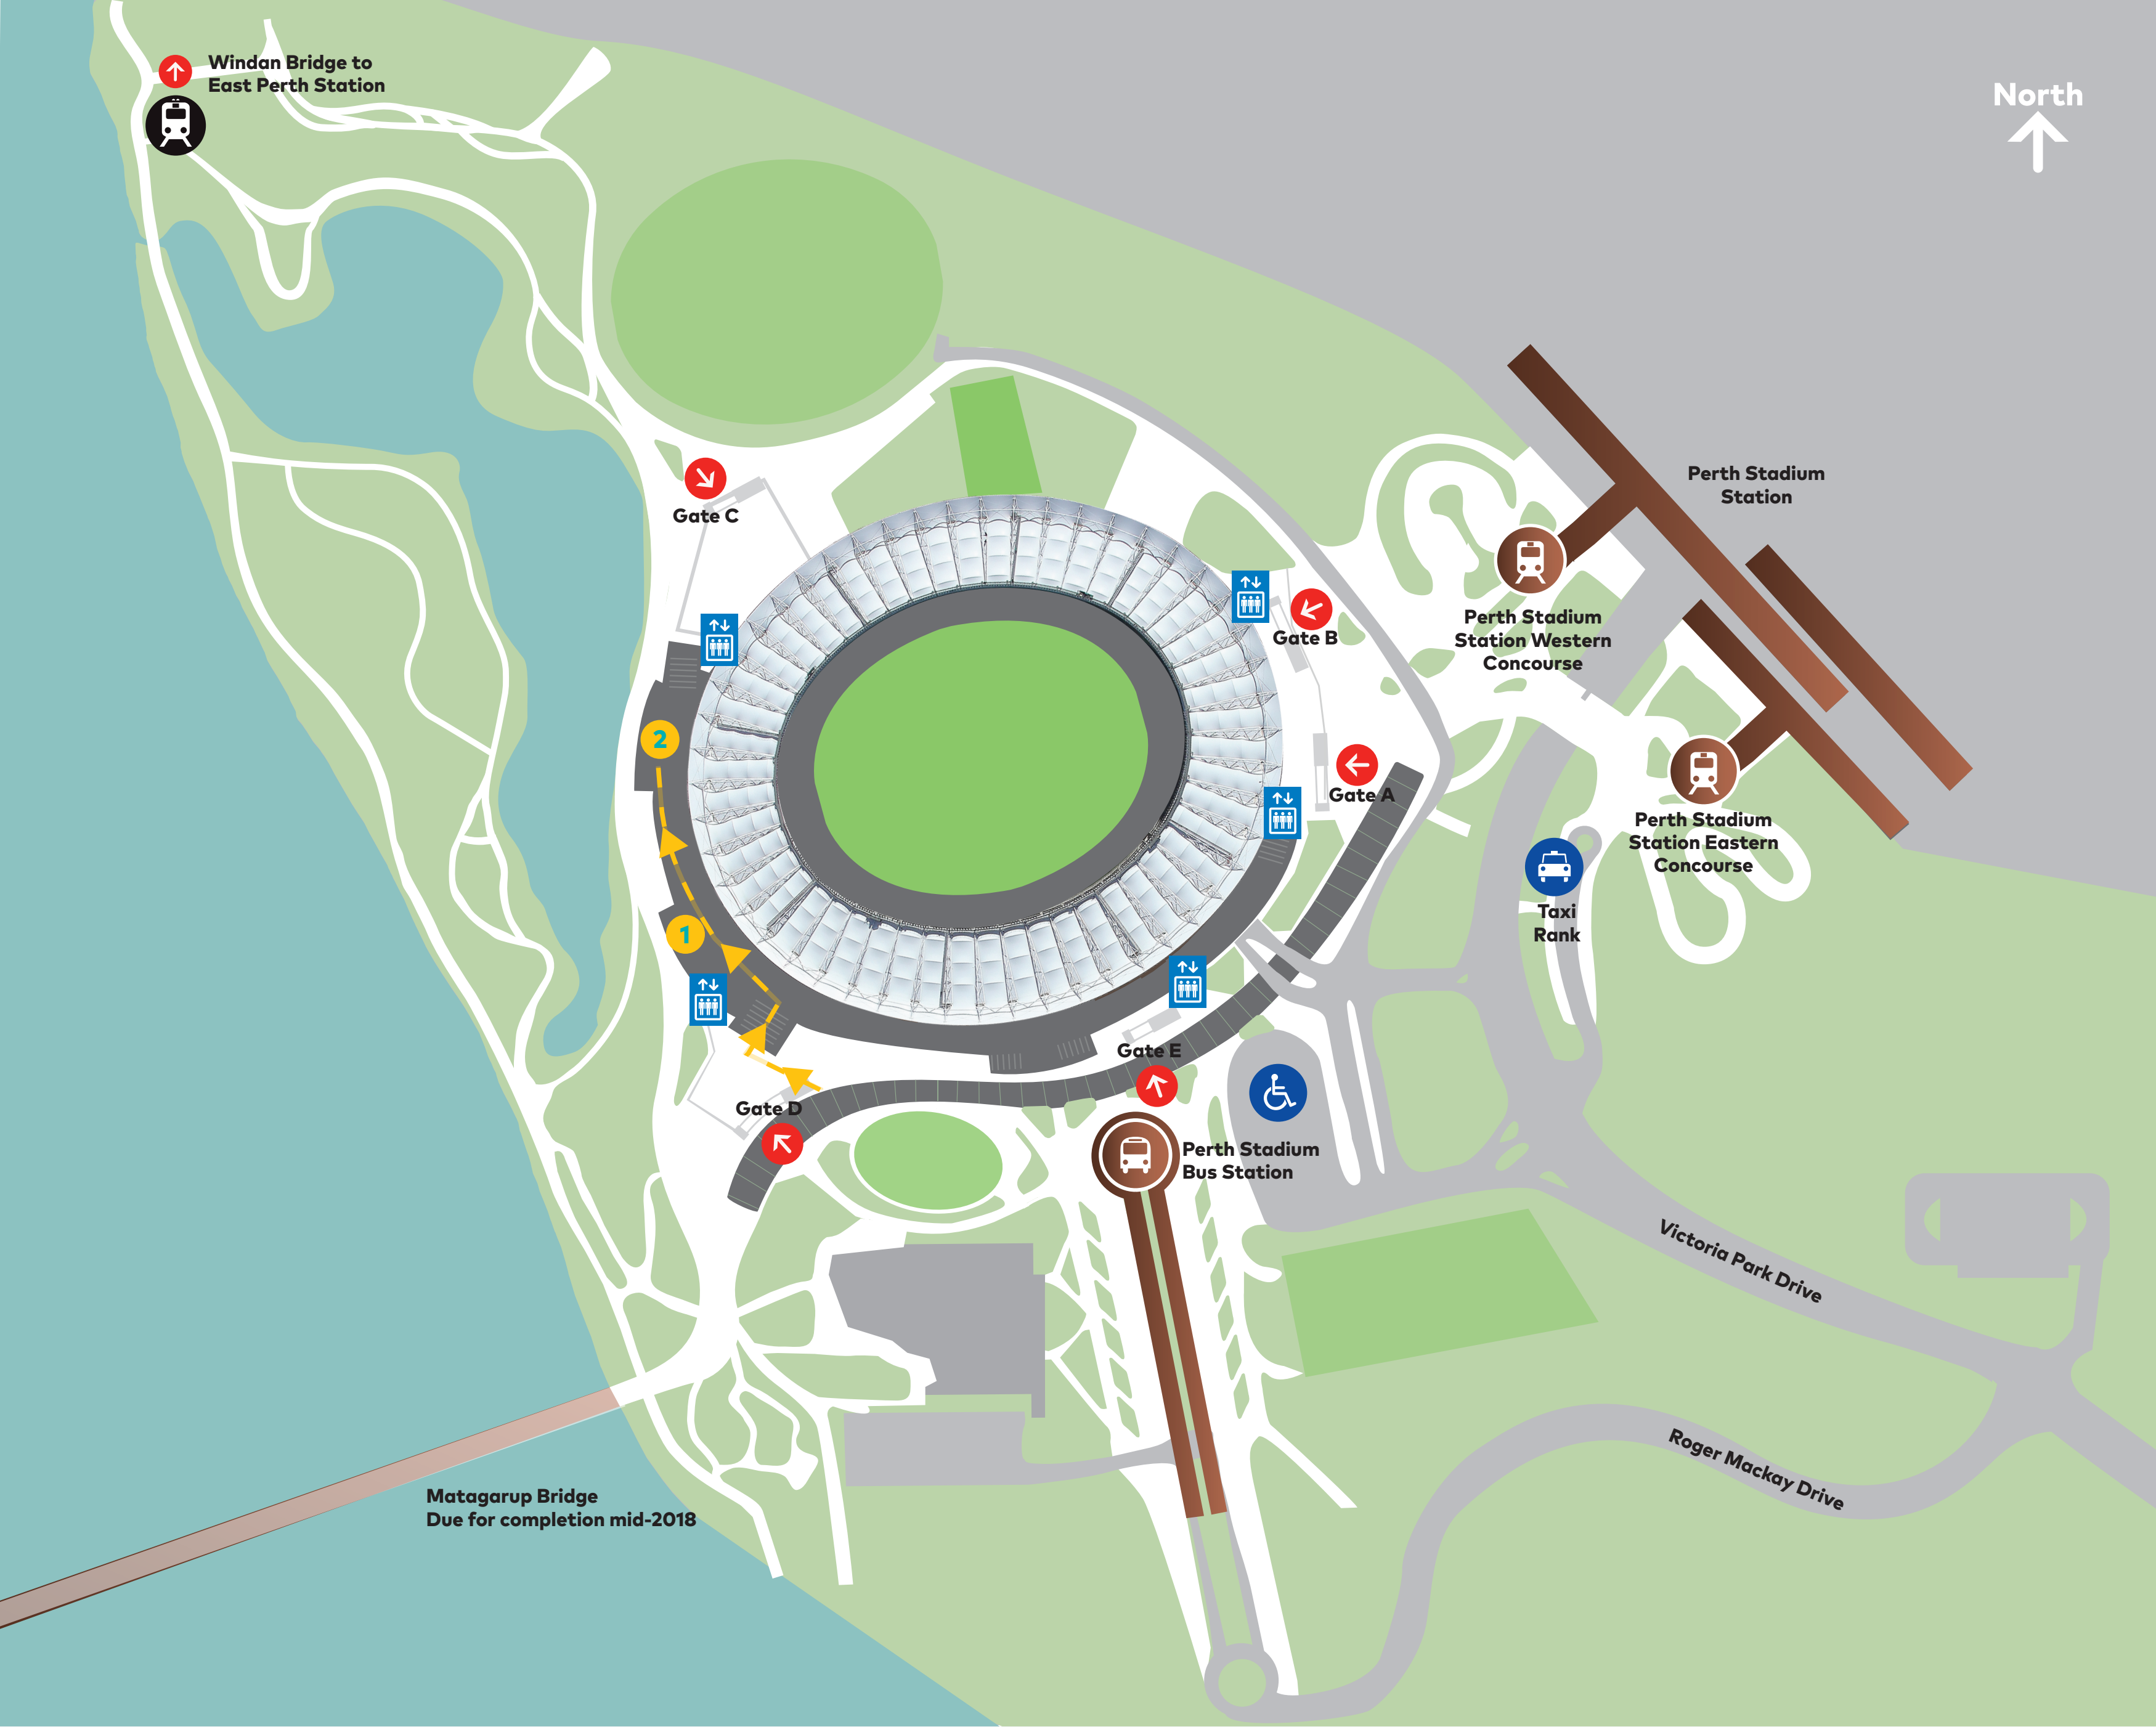 Windan Bridge to
East Perth Station
North
Perth Stadium
Station
Gate C
Gate B
Perth Stadium
Station Western
Concourse
2
Gate A
Perth Stadium
Station Eastern
Concourse
1
Taxi
Rank
Gate E
Gate D
Perth Stadium
Bus Station
Victoria Park Drive
Roger Mackay Drive
Matagarup Bridge
Due for completion mid-2018